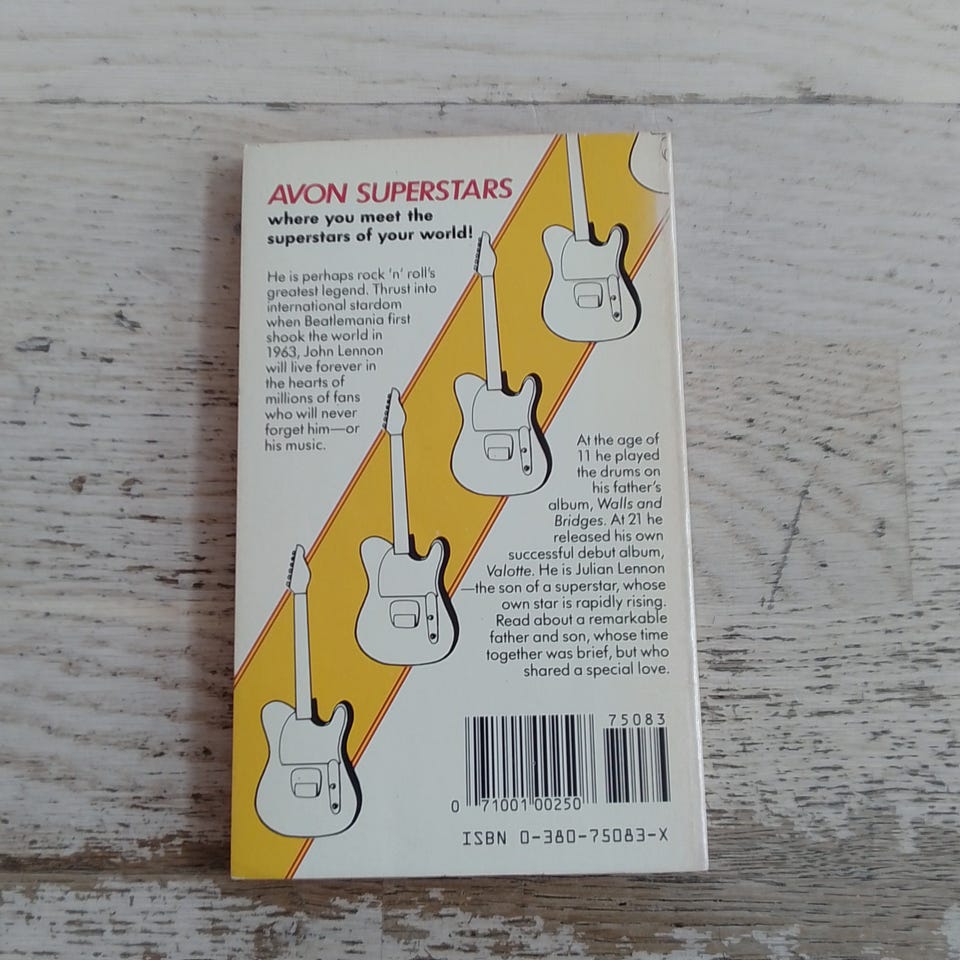 AVON SUPERSTARS
where you meet the
superstars of your world!
He is perhaps rock 'n' roll's
greatest legend. Thrust into
international stardom
when Beatlemania first
shook the world in
1963, John Lennon
will live forever in
the hearts of
millions of fans
who will never
forget him—or
his music.
At the age of
11 he played
the drums on
his father's
album, Walls and
Bridges. At 21 he
released his own
successful debut album,
Valotte. He is Julian Lennon
—the son of a superstar, whose
own star is rapidly rising.
Read about a remarkable
father and son, whose time
together was brief, but who
shared a special love.
75083
0 71001 00250
ISBN 0-380-75083-X